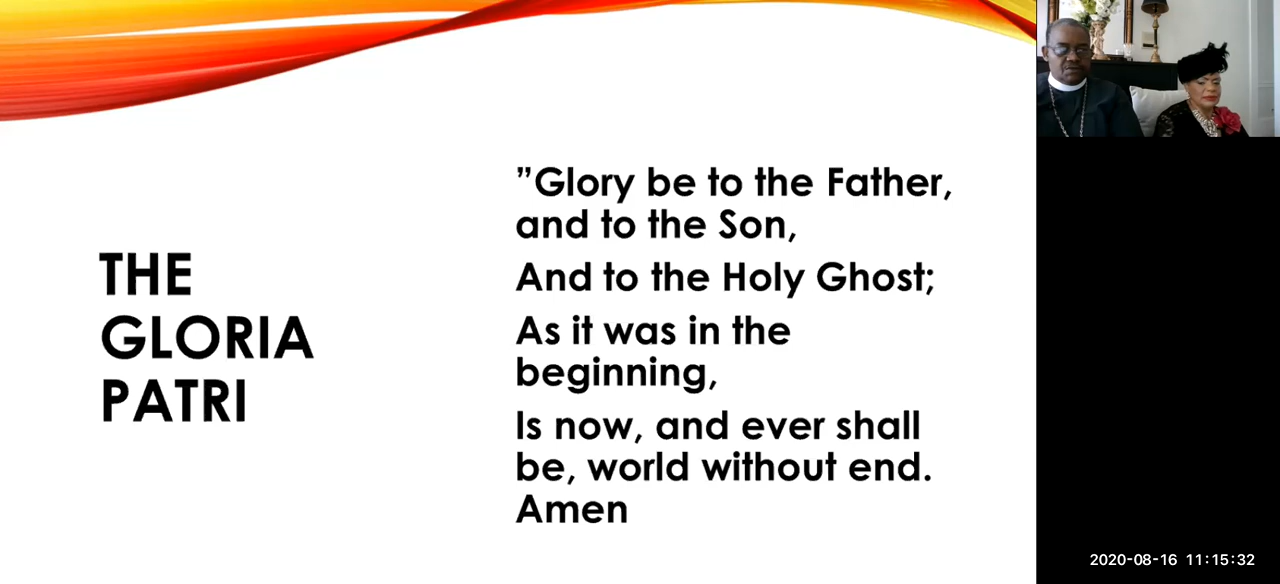 THE
GLORIA
PATRI
”Glory be to the Father,
and to the Son,
And to the Holy Ghost;
As it was in the
beginning,
Is now, and ever shall
be, world without end.
Amen
2020-08-16 11:15:32